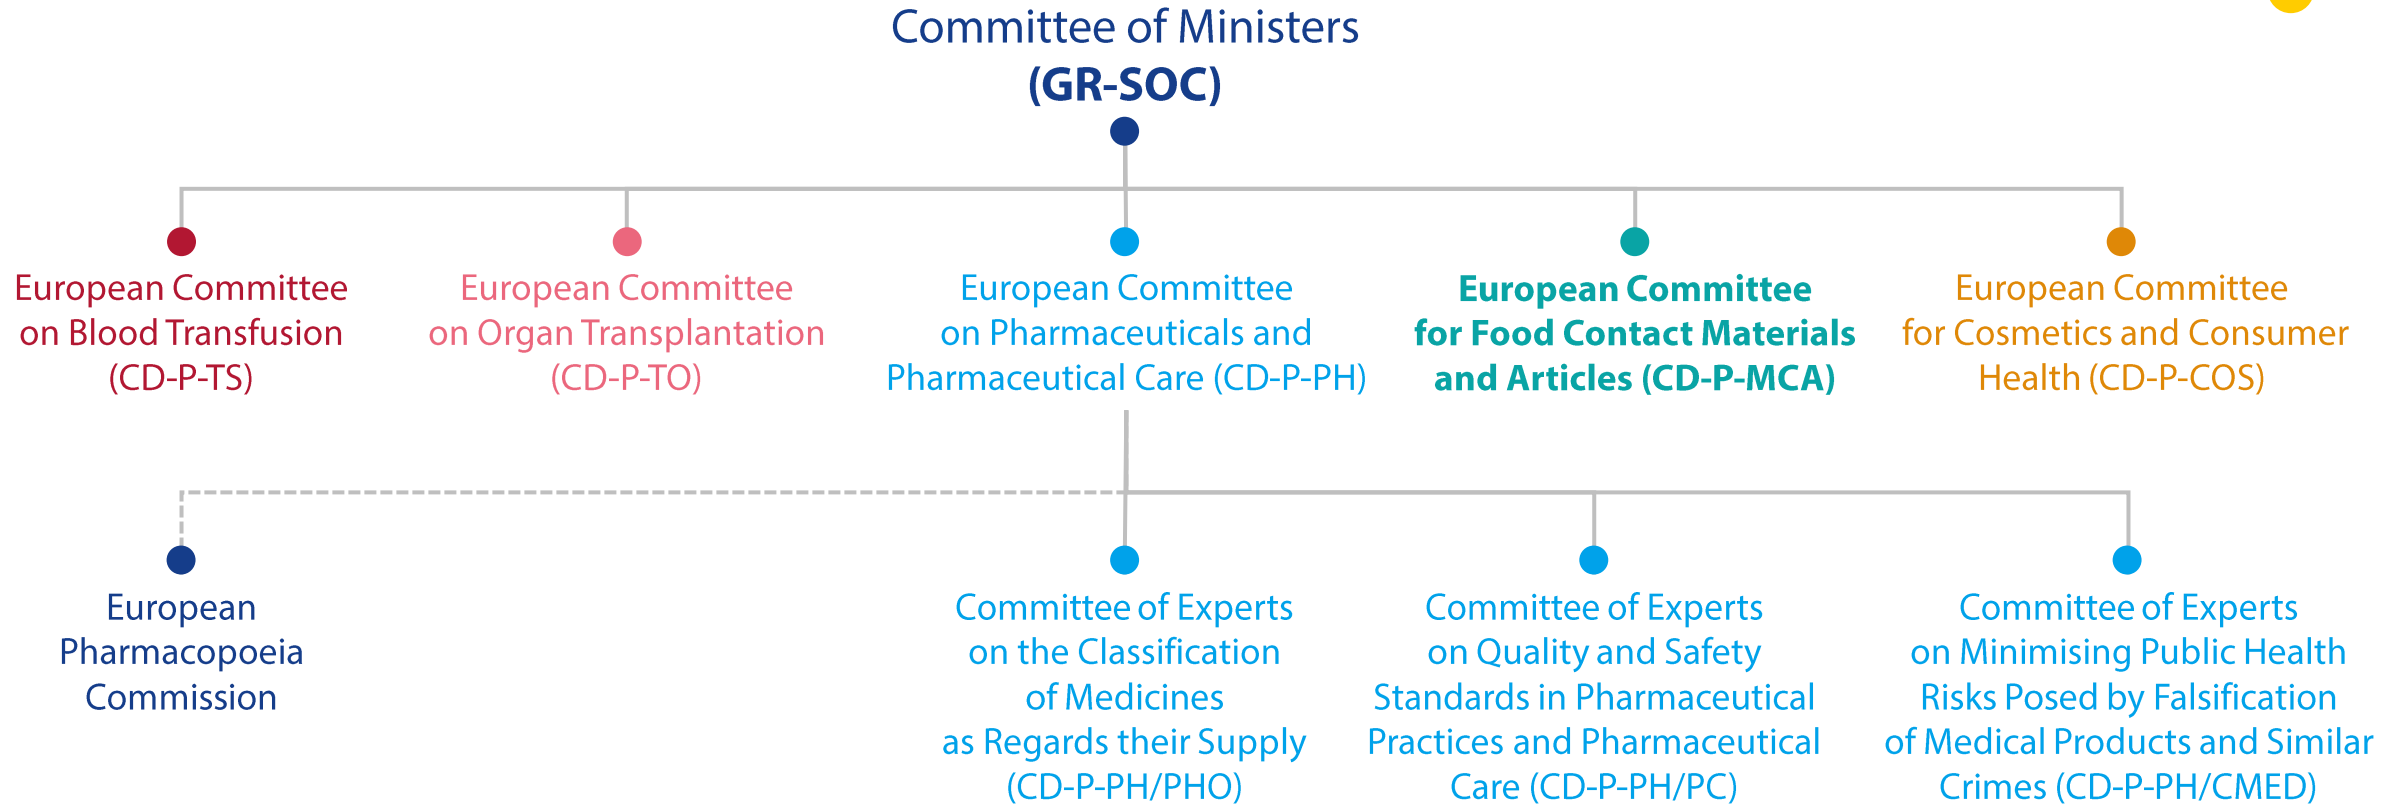 Committee of Ministers
(GR-SOC)
European Committee
on Blood Transfusion
(CD-P-TS)
European Committee
on Organ Transplantation
(CD-P-TO)
European Committee
on Pharmaceuticals and
Pharmaceutical Care (CD-P-PH)
European Committee
for Food Contact Materials
and Articles (CD-P-MCA)
European Committee
for Cosmetics and Consumer
Health (CD-P-COS)
European
Pharmacopoeia
Commission
Committee of Experts
on the Classification
of Medicines
as Regards their Supply
(CD-P-PH/PHO)
Committee of Experts
on Quality and Safety
Standards in Pharmaceutical
Practices and Pharmaceutical
Care (CD-P-PH/PC)
Committee of Experts
on Minimising Public Health
Risks Posed by Falsification
of Medical Products and Similar
Crimes (CD-P-PH/CMED)